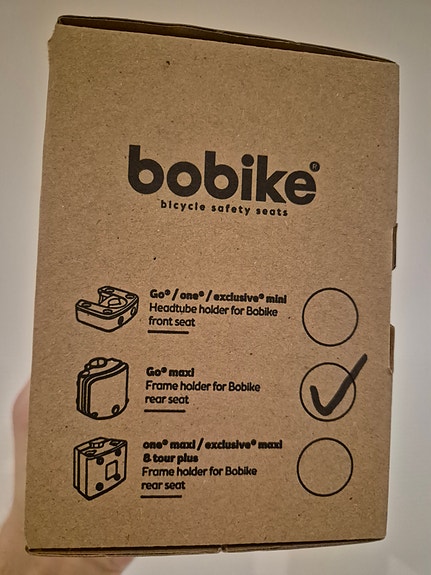 bobike®
bicycle safety seats
Go® / one® / exclusive® mini
Headtube holder for Bobike
front seat
Go® maxi
Frame holder for Bobike
rear seat
one® maxi / exclusive® maxi
& tour plus
Frame holder for Bobike
rear seat